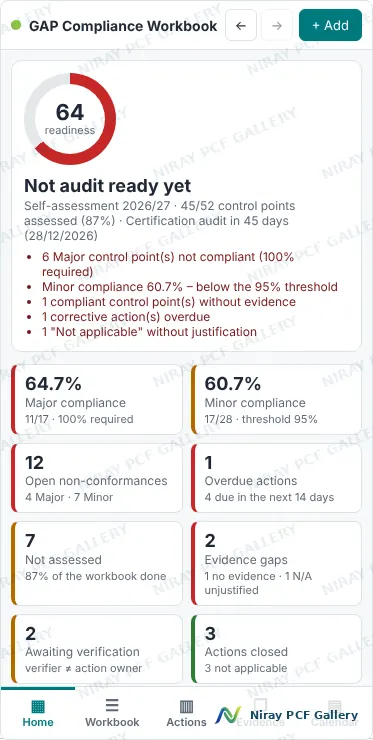 GAP Compliance Workbook
←
→
+ Add
64
readiness
Not audit ready yet
Self-assessment 2026/27 · 45/52 control points
assessed (87%) · Certification audit in 45 days
(28/12/2026)
• 6 Major control point(s) not compliant (100%
required)
• Minor compliance 60.7% – below the 95% threshold
• 1 compliant control point(s) without evidence
• 1 corrective action(s) overdue
• 1 "Not applicable" without justification
64.7%
Major compliance
11/17 · 100% required
60.7%
Minor compliance
17/28 · threshold 95%
12
Open non-conformances
4 Major · 7 Minor
1
Overdue actions
4 due in the next 14 days
7
Not assessed
87% of the workbook done
2
Evidence gaps
1 no evidence · 1 N/A
unjustified
2
Awaiting verification
verifier ≠ action owner
3
Actions closed
3 not applicable
Home
Workbook
Actions
Evidence
Calendar
Niray PCF Gallery
NIRAY PCF GALLERY